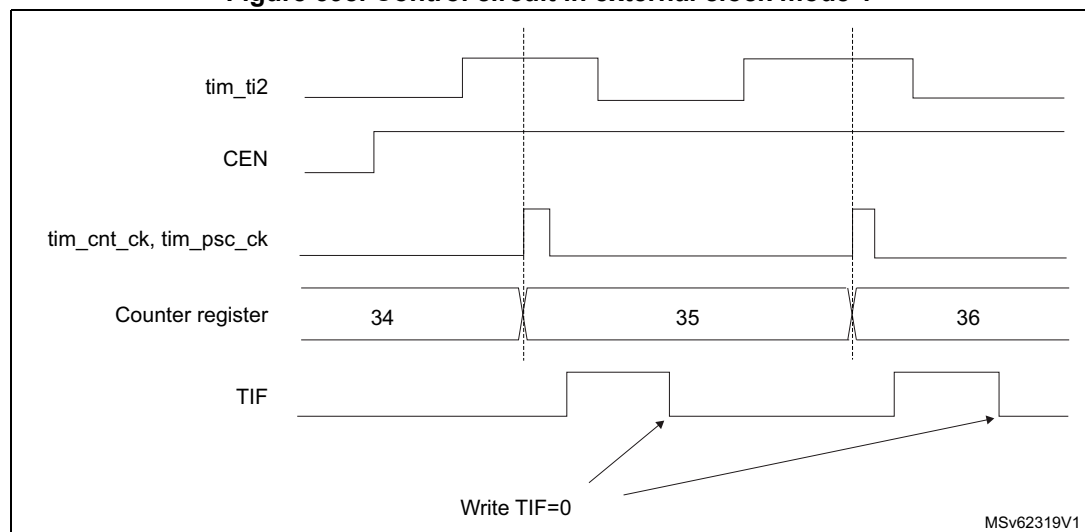 tim_ti2
CEN
tim_cnt_ck, tim_psc_ck
Counter register
34
35
36
TIF
Write TIF=0
MSv62319V1